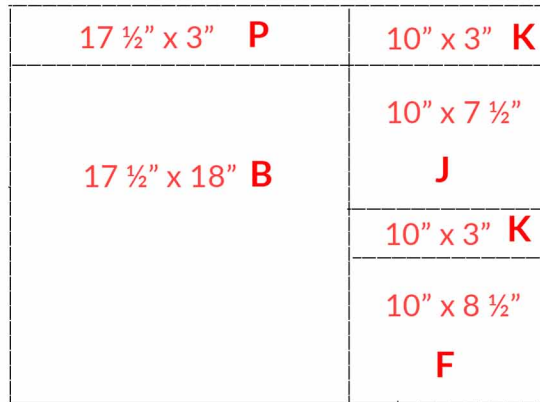 17 ½” x 3” P
10” x 3” K
10” x 7 ½”
J
17 ½” x 18” B
10” x 3” K
10” x 8 ½”
F